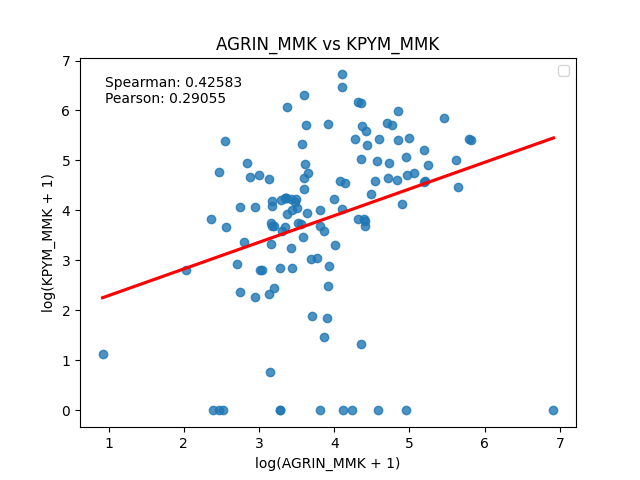 AGRIN_MMK vs KPYM_MMK
Spearman: 0.42583
Pearson: 0.29055
7
6
5
4
3
2
1
0
log(KPYM_MMK + 1)
1 2 3 4 5 6 7
log(AGRIN_MMK + 1)